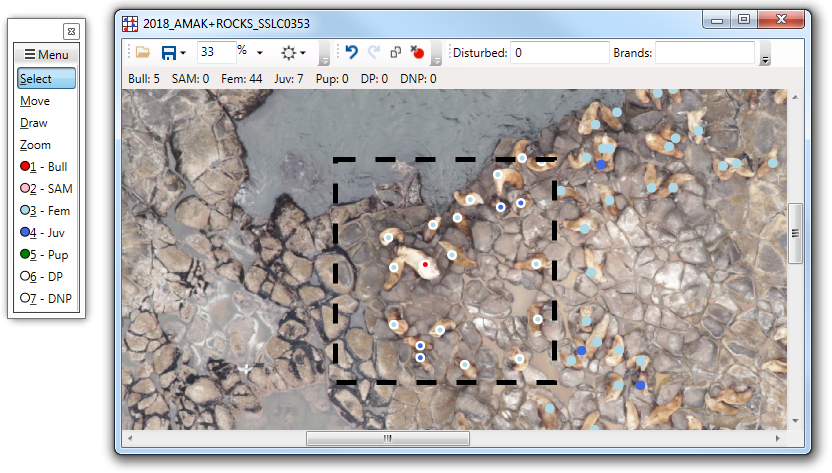 2018_AMAK+ROCKS_SSLC0353
33 % Disturbed: 0 Brands:
Bull: 5 SAM: 0 Fem: 44 Juv: 7 Pup: 0 DP: 0 DNP: 0
Menu
Select
Move
Draw
Zoom
1 - Bull
2 - SAM
3 - Fem
4 - Juv
5 - Pup
6 - DP
7 - DNP